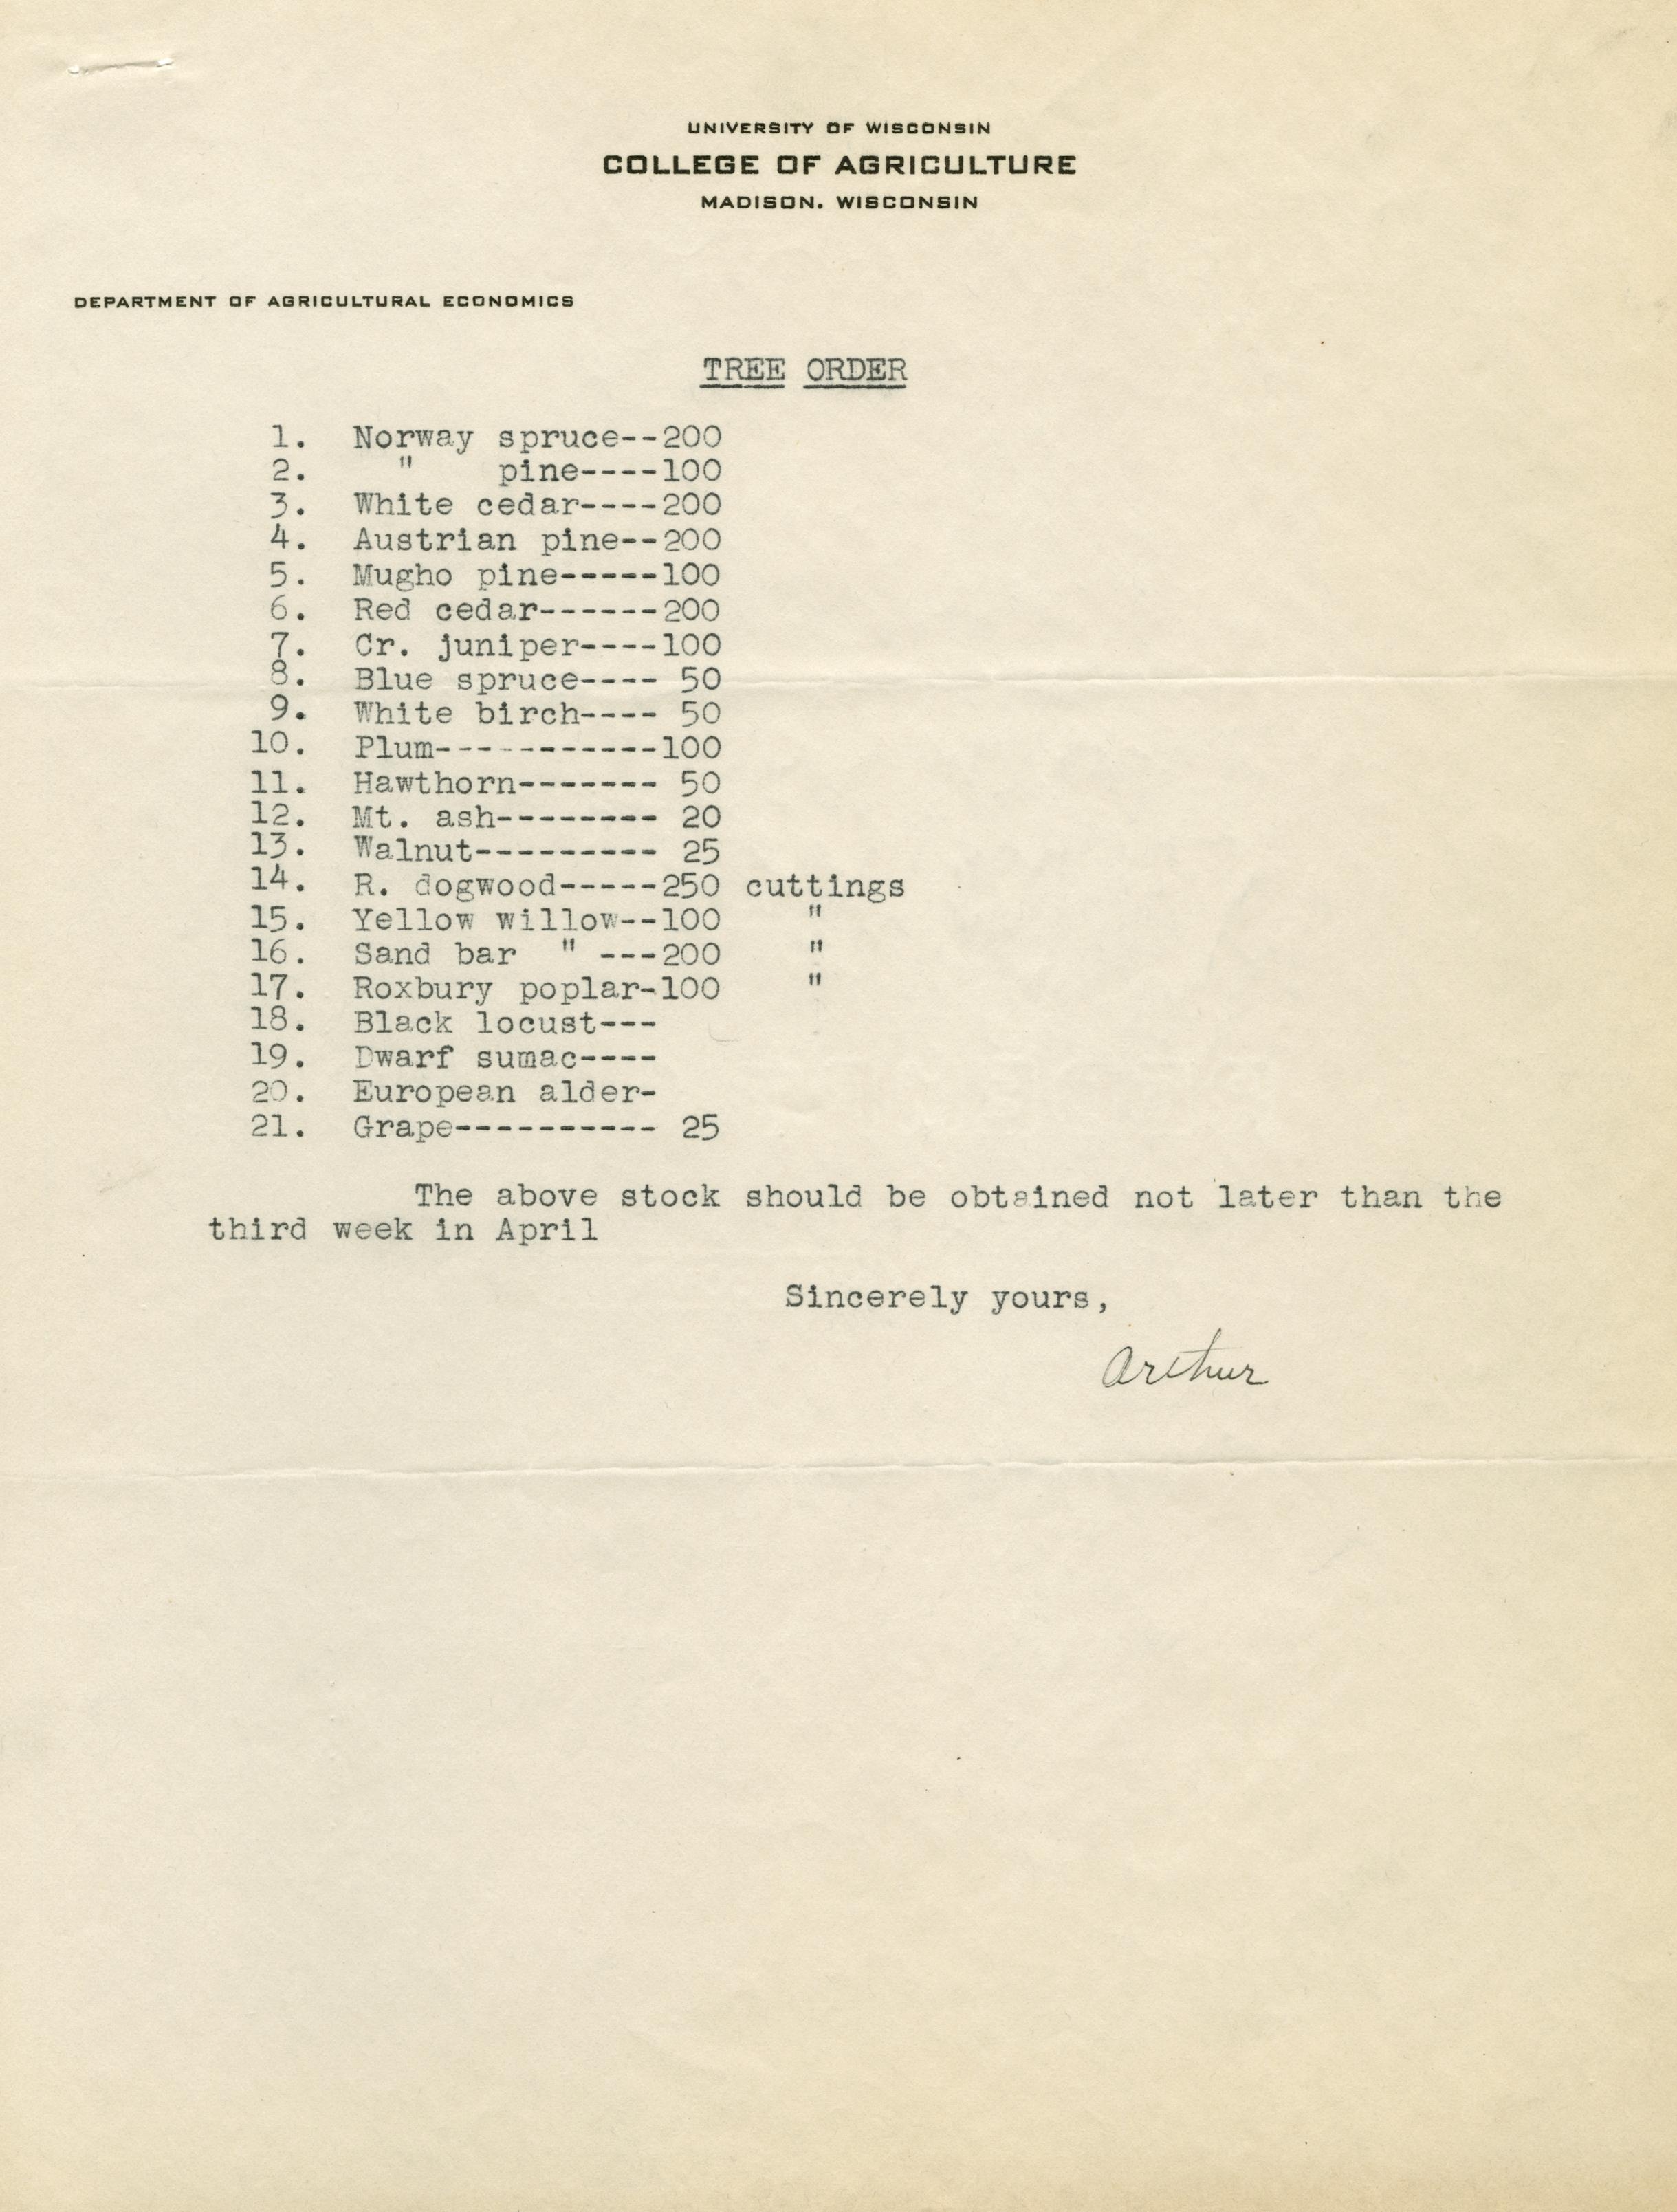 UNIVERSITY OF WISCONSIN
COLLEGE OF AGRICULTURE
MADISON. WISCONSIN
DEPARTMENT OF AGRICULTURAL ECONOMICS
TREE ORDER
1. Norway spruce--200
2. " pine----100
3. White cedar----200
4. Austrian pine--200
5. Mugho pine-----100
6. Red cedar------200
7. Cr. juniper----100
8. Blue spruce---- 50
9. White birch---- 50
10. Plum-----------100
11. Hawthorn------- 50
12. Mt. ash-------- 20
13. Walnut--------- 25
14. R. dogwood-----250 cuttings
15. Yellow willow--100 "
16. Sand bar " ---200 "
17. Roxbury poplar-100 "
18. Black locust---
19. Dwarf sumac----
20. European alder-
21. Grape---------- 25
The above stock should be obtained not later than the
third week in April
Sincerely yours,
Arthur